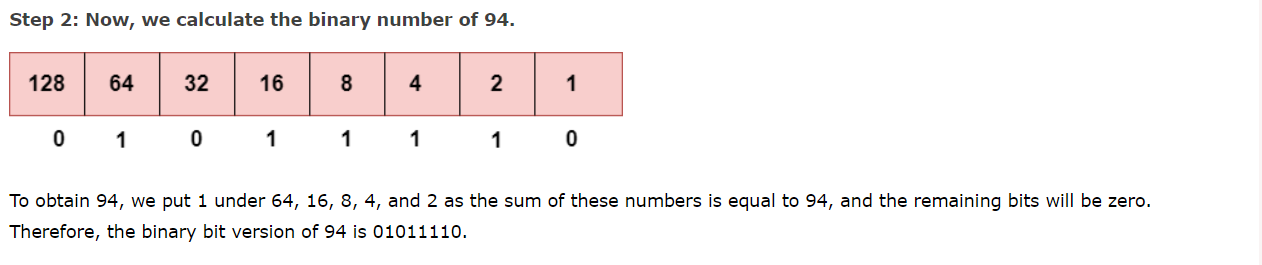 Step 2: Now, we calculate the binary number of 94.
128 64 32 16 8 4 2 1
0 1 0 1 1 1 1 0
To obtain 94, we put 1 under 64, 16, 8, 4, and 2 as the sum of these numbers is equal to 94, and the remaining bits will be zero.
Therefore, the binary bit version of 94 is 01011110.